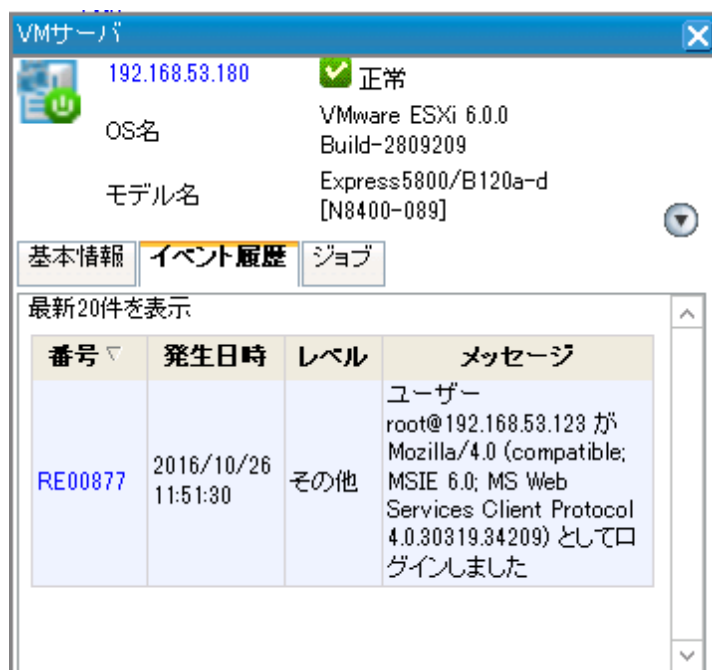 VMサーバ
192.168.53.180
正常
OS名
VMware ESXi 6.0.0
Build-2809209
モデル名
Express5800/B120a-d
[N8400-089]
基本情報 イベント履歴 ジョブ
最新20件を表示
番号 発生日時 レベル メッセージ
RE00877
2016/10/26
11:51:30
その他
ユーザー
root@192.168.53.123 が
Mozilla/4.0 (compatible;
MSIE 6.0; MS Web
Services Client Protocol
4.0.30319.34209) としてロ
グインしました